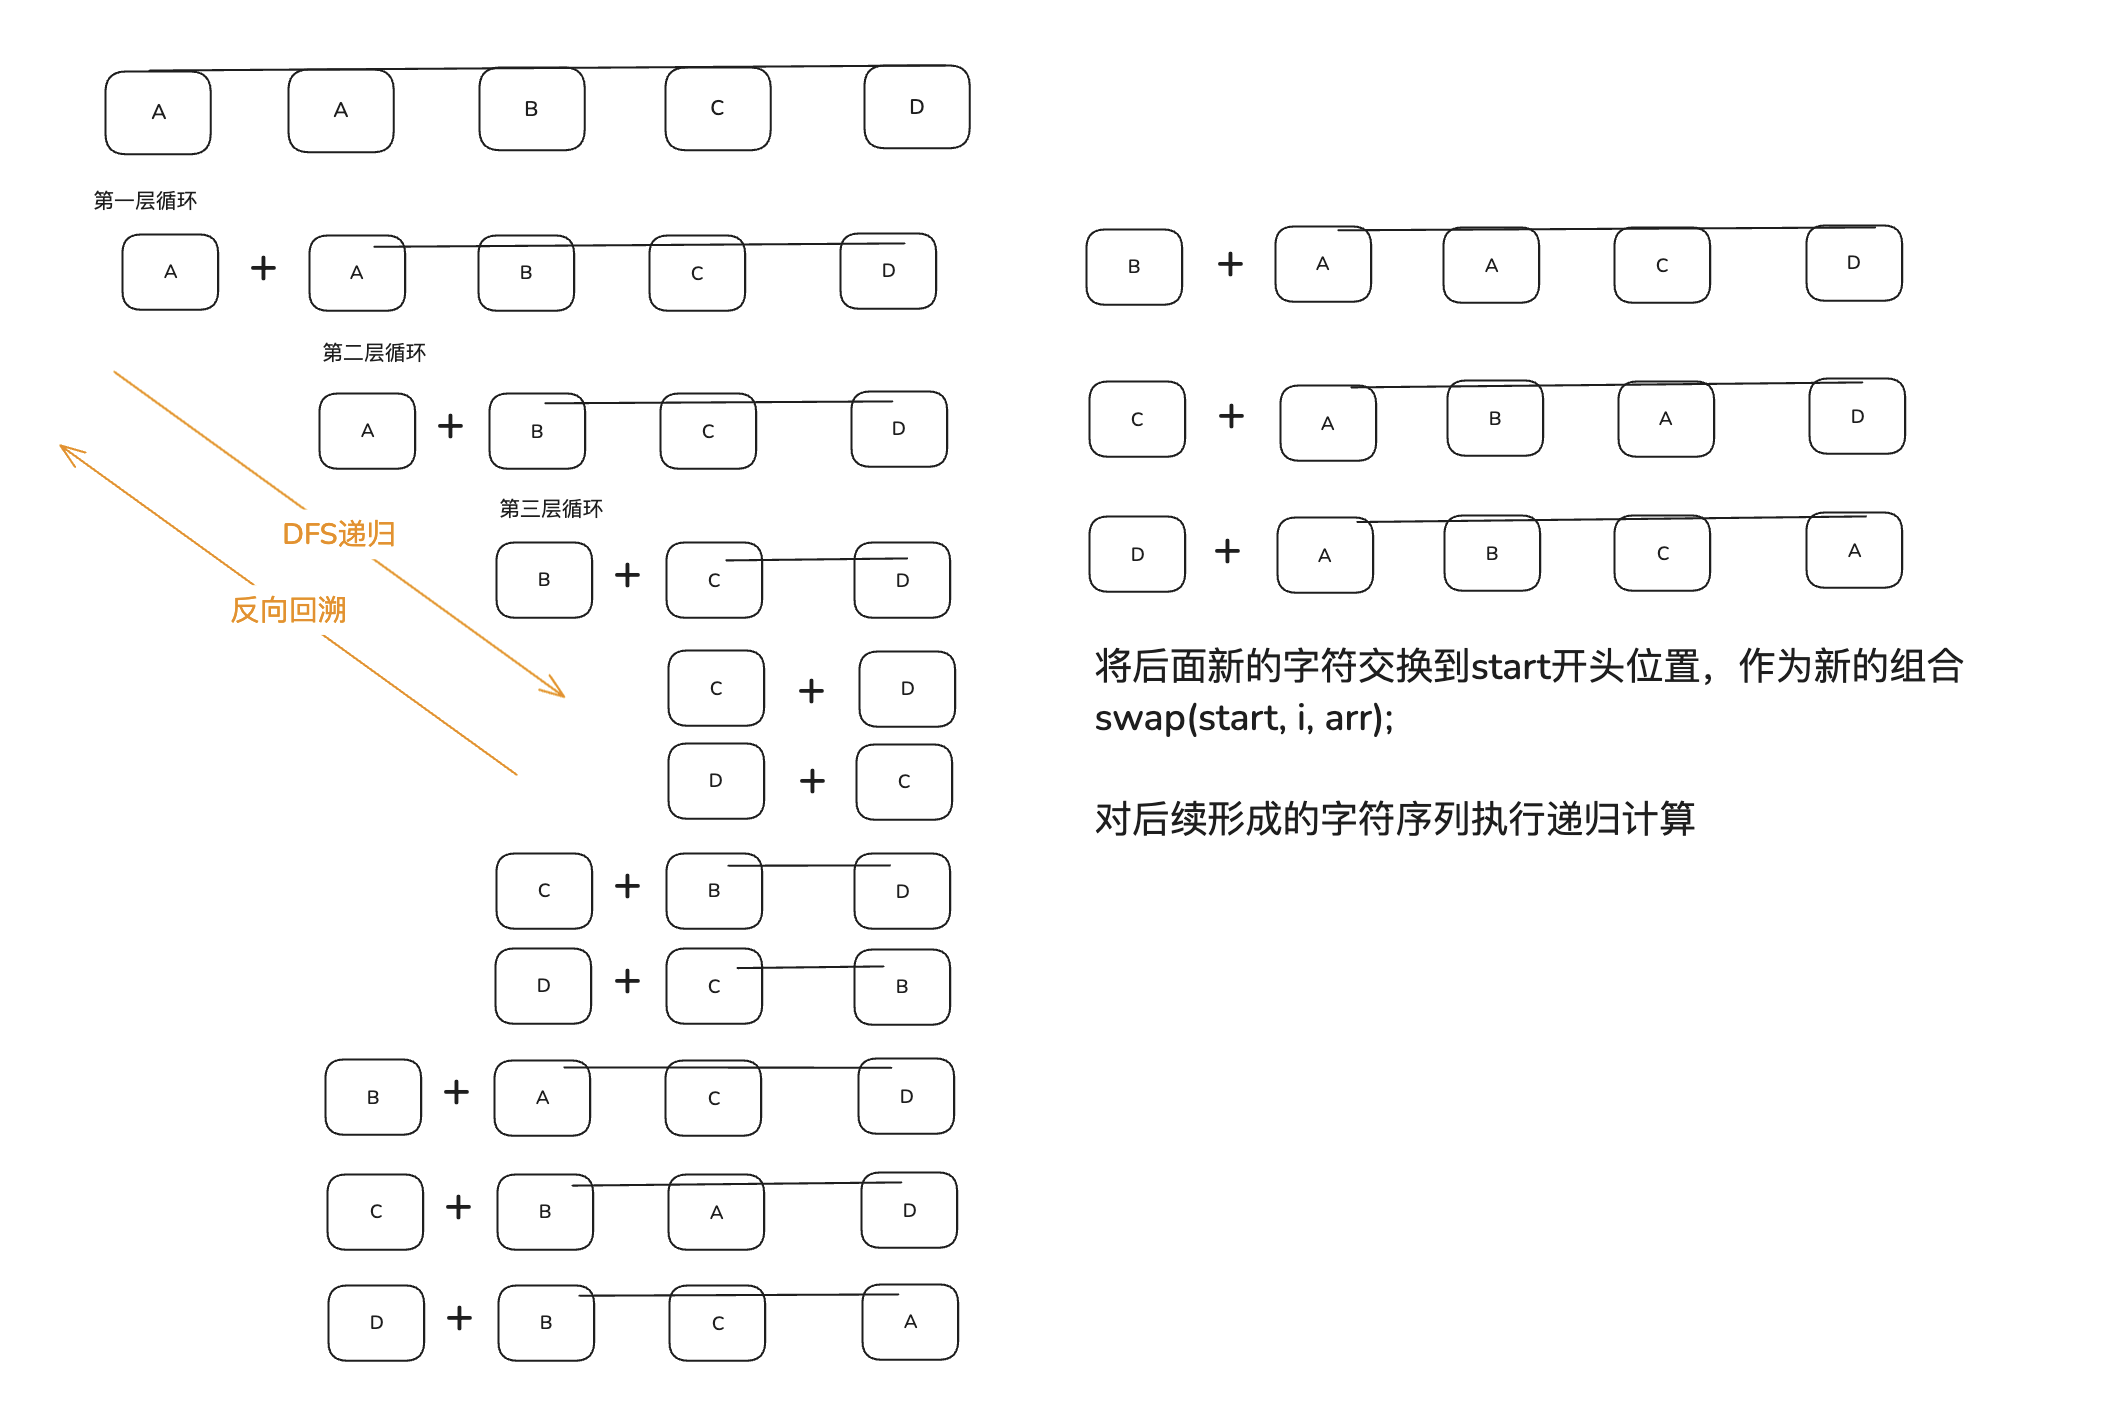 A A B C D
第一层循环
A + A B C D
第二层循环
A + B C D
第三层循环
B + C D
C + D
D + C
C + B D
D + C B
B + A C D
C + B A D
D + B C A
DFS递归
反向回溯
B + A A C D
C + A B A D
D + A B C A
将后面新的字符交换到start开头位置，作为新的组合
swap(start, i, arr);
对后续形成的字符序列执行递归计算